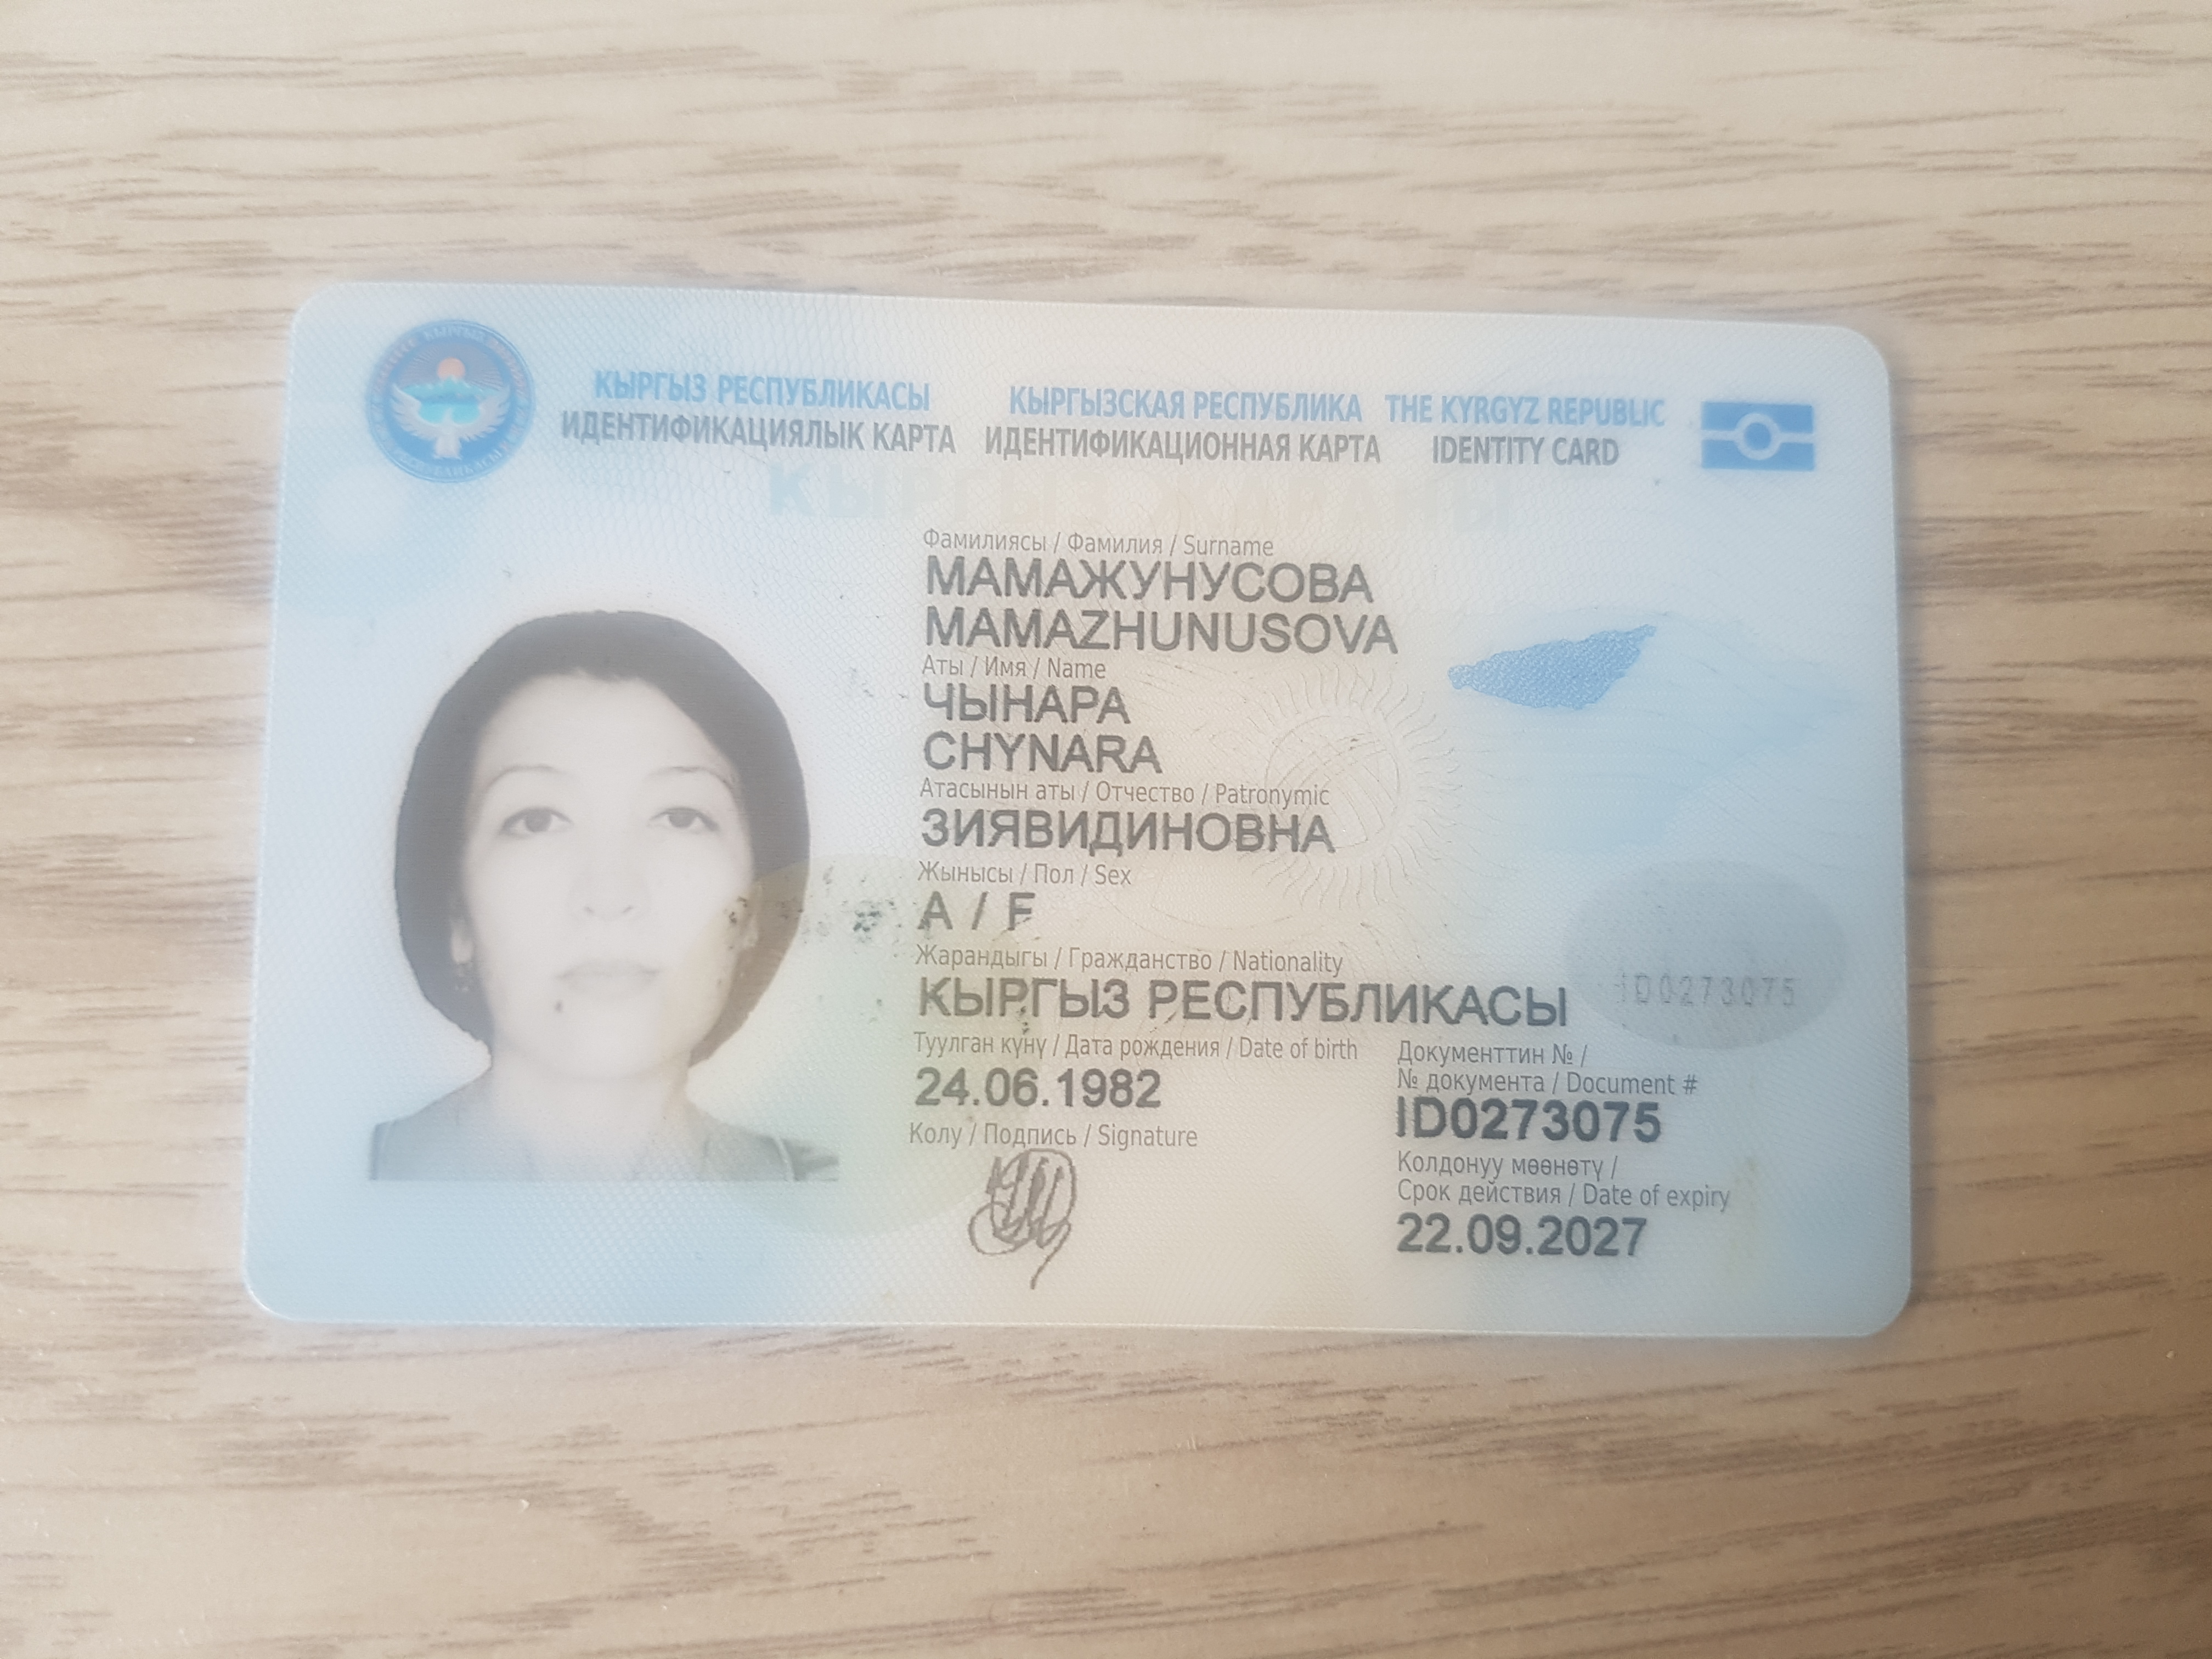 КЫРГЫЗ РЕСПУБЛИКАСЫ КЫРГЫЗСКАЯ РЕСПУБЛИКА THE KYRGYZ REPUBLIC
ИДЕНТИФИКАЦИЯЛЫК КАРТА ИДЕНТИФИКАЦИОННАЯ КАРТА IDENTITY CARD
Фамилиясы / Фамилия / Surname
МАМАЖУНУСОВА
MAMAZHUNUSOVA
Аты / Имя / Name
ЧЫНАРА
CHYNARA
Атасынын аты / Отчество / Patronymic
ЗИЯВИДИНОВНА
Жынысы / Пол / Sex
А / F
Жарандыгы / Гражданство / Nationality
КЫРГЫЗ РЕСПУБЛИКАСЫ
ID0273075
Туулган күнү / Дата рождения / Date of birth
24.06.1982
Документтин № /
№ документа / Document #
ID0273075
Колу / Подпись / Signature
Колдонуу мөөнөтү /
Срок действия / Date of expiry
22.09.2027